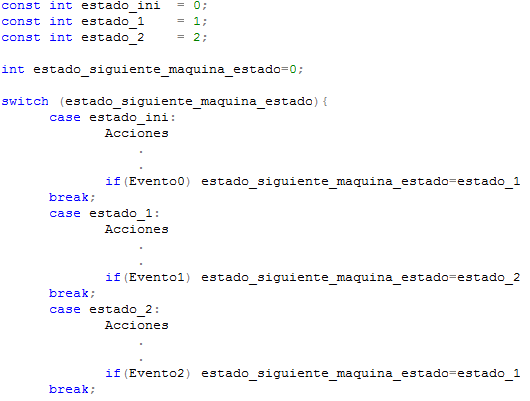 const int estado_ini  = 0;
const int estado_1    = 1;
const int estado_2    = 2;
int estado_siguiente_maquina_estado=0;
switch (estado_siguiente_maquina_estado){
case estado_ini:
Acciones
.
.
if(Evento0) estado_siguiente_maquina_estado=estado_1
break;
case estado_1:
Acciones
.
.
if(Evento1) estado_siguiente_maquina_estado=estado_2
break;
case estado_2:
Acciones
.
.
if(Evento2) estado_siguiente_maquina_estado=estado_1
break;